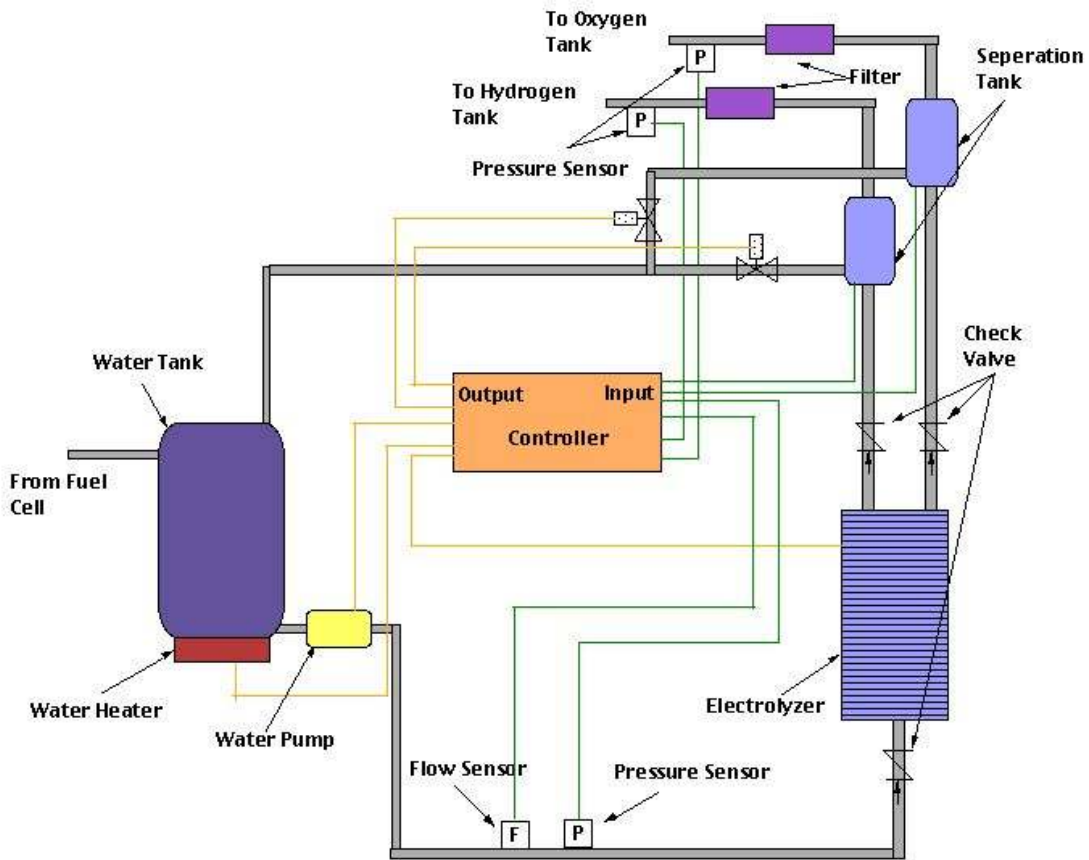 To Oxygen
Tank
P
Filter
Seperation
Tank
To Hydrogen
Tank
P
Pressure Sensor
Water Tank
Check
Valve
Output
Input
Controller
From Fuel
Cell
Electrolyzer
Water Heater
Water Pump
Flow Sensor
Pressure Sensor
F
P